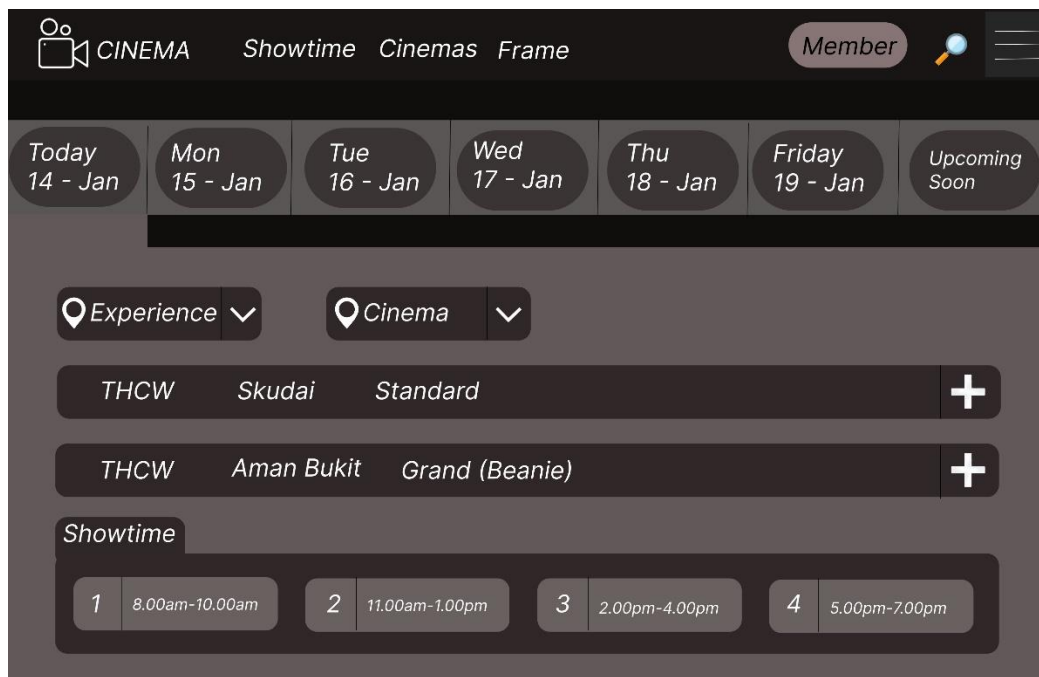 CINEMA Showtime Cinemas Frame Member
Today Mon Tue Wed Thu Friday Upcoming
14 - Jan 15 - Jan 16 - Jan 17 - Jan 18 - Jan 19 - Jan Soon
Experience Cinema
THCW Skudai Standard
THCW Aman Bukit Grand (Beanie)
Showtime
1 8.00am-10.00am 2 11.00am-1.00pm 3 2.00pm-4.00pm 4 5.00pm-7.00pm